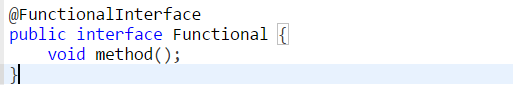 @FunctionalInterface
public interface Functional {
    void method();
}